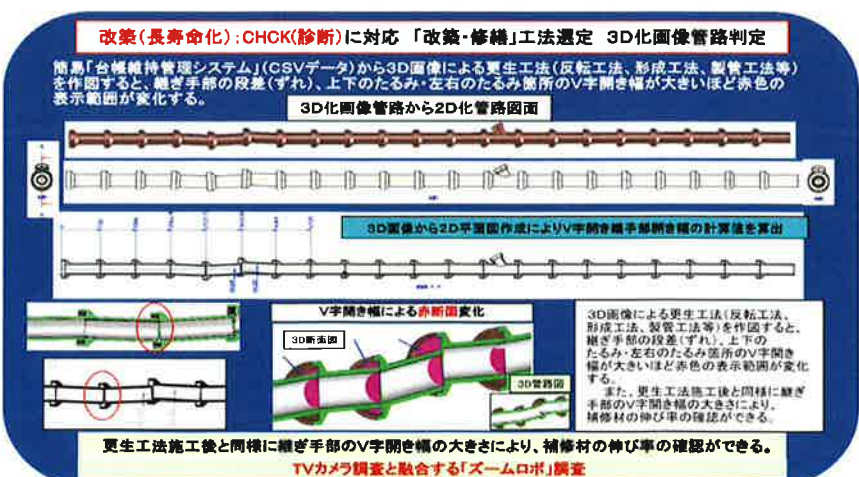 改築(長寿命化):CHCK(診断)に対応 「改築・修繕」工法選定 3D化画像管路判定
簡易「台帳維持管理システム」(CSVデータ)から3D画像による更生工法(反転工法、形成工法、製管工法等)
を作図すると、継ぎ手部の段差(ずれ)、上下のたるみ・左右のたるみ箇所のV字開き幅が大きいほど赤色の
表示範囲が変化する。
3D化画像管路から2D化管路図面
3D画像から2D平面図作成によりV字開き継手部開き幅の計算値を算出
V字開き幅による赤断面変化
3D断面図
3D管路図
3D画像による更生工法(反転工法、
形成工法、製管工法等)を作図すると、
継ぎ手部の段差(ずれ)、上下の
たるみ・左右のたるみ箇所のV字開き
幅が大きいほど赤色の表示範囲が変化
する。
また、更生工法施工後と同様に継ぎ
手部のV字開き幅の大きさにより、
補修材の伸び率の確認ができる。
更生工法施工後と同様に継ぎ手部のV字開き幅の大きさにより、補修材の伸び率の確認ができる。
TVカメラ調査と融合する「ズームロボ」調査